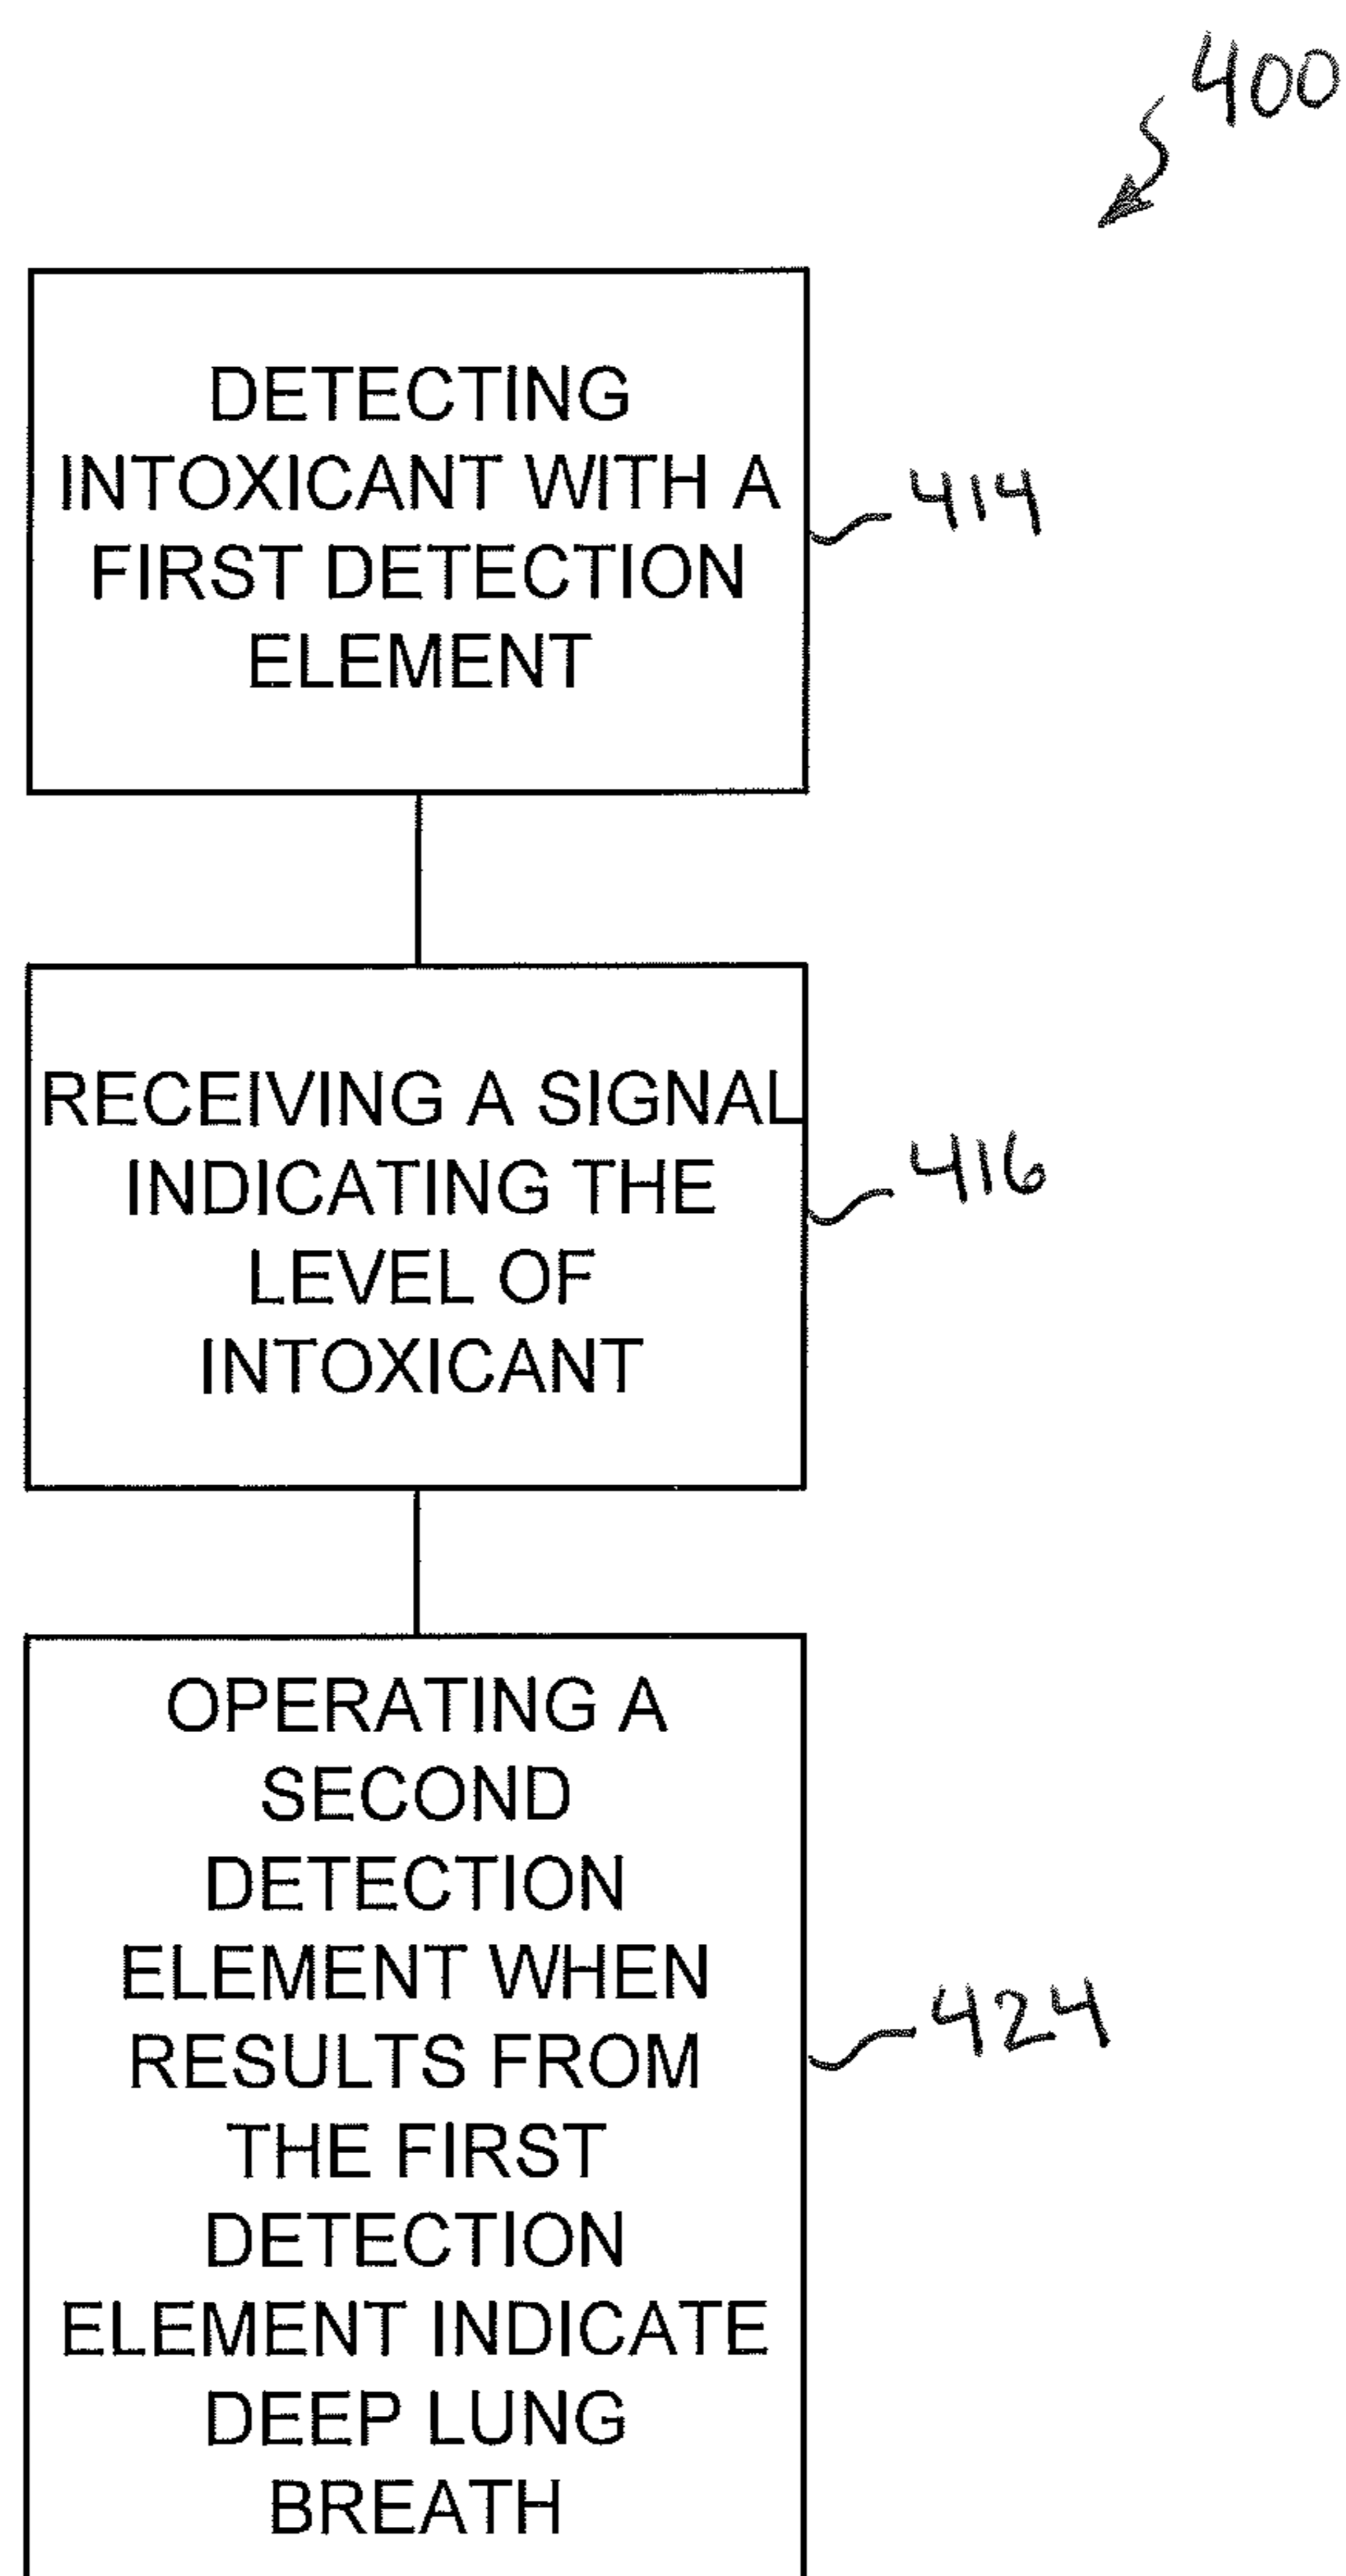 400
DETECTING
INTOXICANT WITH A
FIRST DETECTION
ELEMENT
414
RECEIVING A SIGNAL
INDICATING THE
LEVEL OF
INTOXICANT
416
OPERATING A
SECOND
DETECTION
ELEMENT WHEN
RESULTS FROM
THE FIRST
DETECTION
ELEMENT INDICATE
DEEP LUNG
BREATH
424